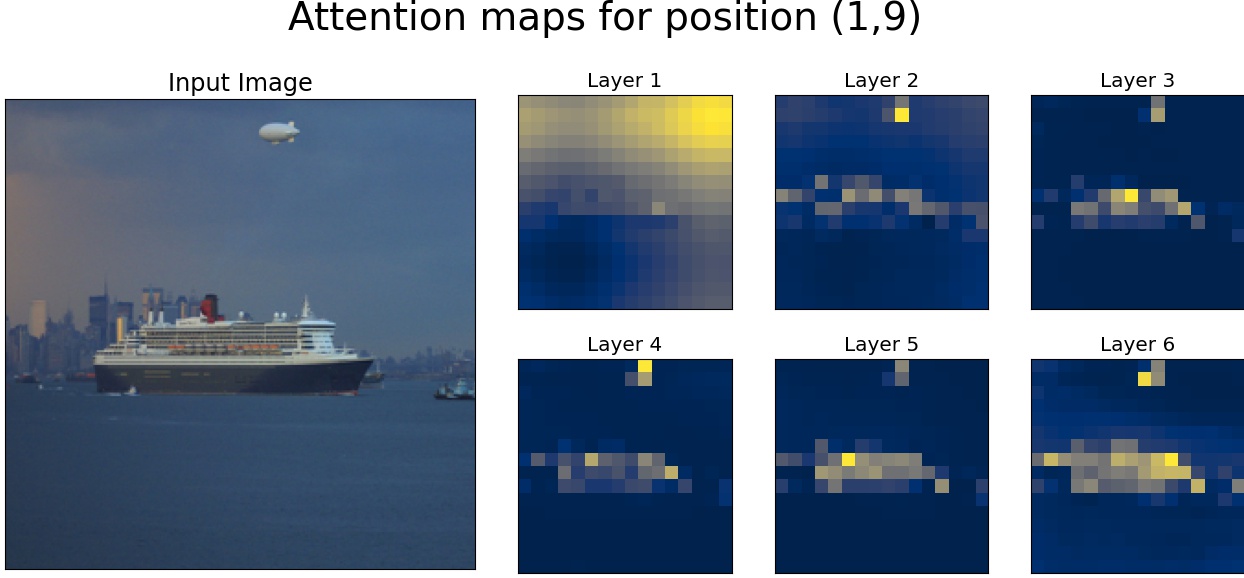 Attention maps for position (1,9)
Input Image
Layer 1
Layer 2
Layer 3
Layer 4
Layer 5
Layer 6